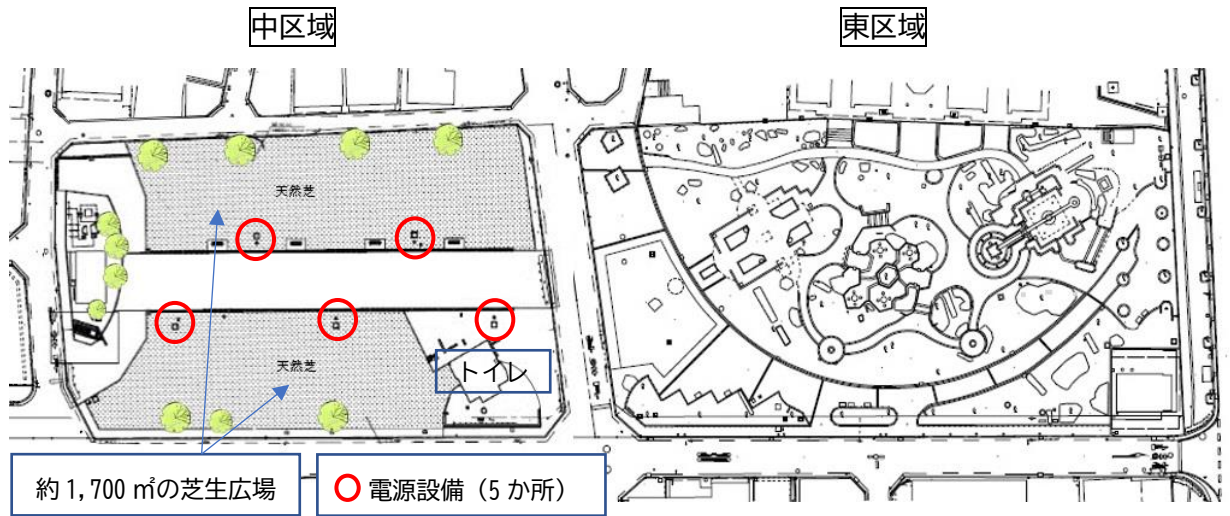 中区域
東区域
天然芝
天然芝
トイレ
約1,700 ㎡の芝生広場
電源設備（5 か所）